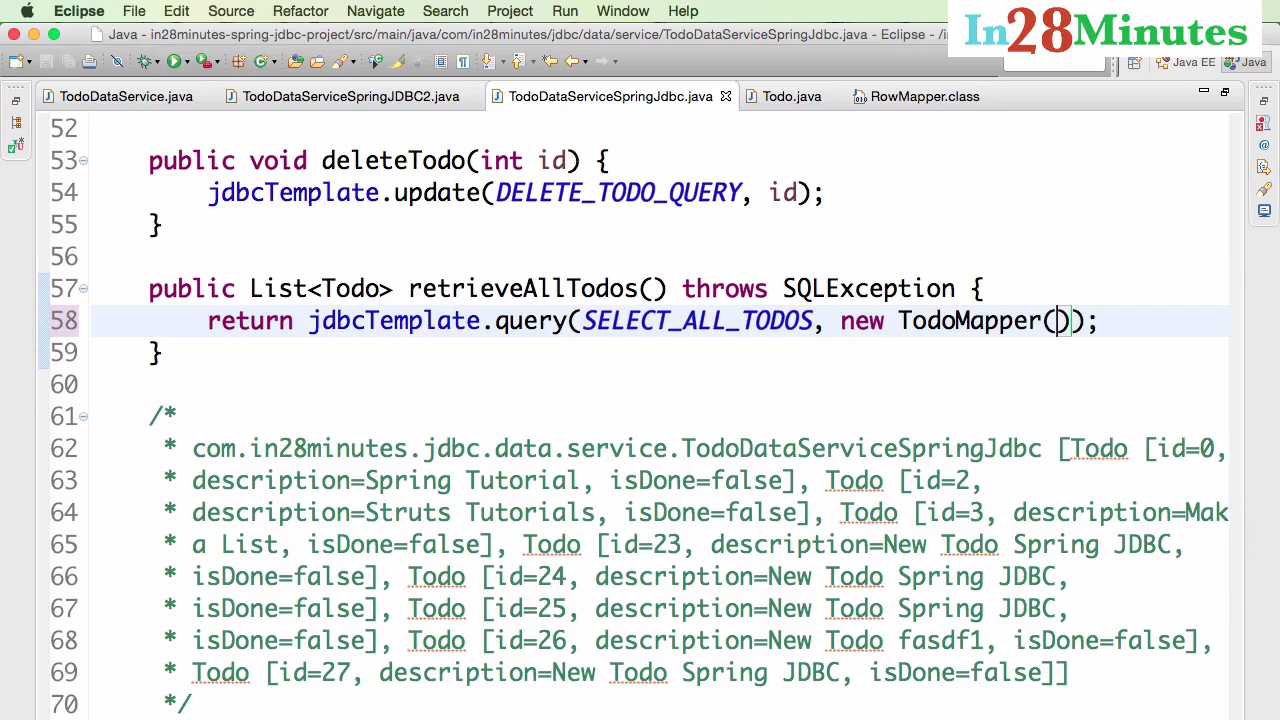 Eclipse File Edit Source Refactor Navigate Search Project Run Window Help
In28Minutes
Java - in28minutes-spring-jdbc/src/main/java/com/in28minutes/jdbc/data/service/TodoDataServiceSpringJdbc.java - Eclipse
Java EE Java
TodoDataService.java TodoDataServiceSpringJDBC2.java TodoDataServiceSpringJdbc.java Todo.java RowMapper.class
52
53 public void deleteTodo(int id) {
54 jdbcTemplate.update(DELETE_TODO_QUERY, id);
55 }
56
57 public List<Todo> retrieveAllTodos() throws SQLException {
58 return jdbcTemplate.query(SELECT_ALL_TODOS, new TodoMapper());
59 }
60
61 /*
62 * com.in28minutes.jdbc.data.service.TodoDataServiceSpringJdbc [Todo [id=0,
63 * description=Spring Tutorial, isDone=false], Todo [id=2,
64 * description=Struts Tutorials, isDone=false], Todo [id=3, description=Mak
65 * a List, isDone=false], Todo [id=23, description=New Todo Spring JDBC,
66 * isDone=false], Todo [id=24, description=New Todo Spring JDBC,
67 * isDone=false], Todo [id=25, description=New Todo Spring JDBC,
68 * isDone=false], Todo [id=26, description=New Todo fasdf1, isDone=false],
69 * Todo [id=27, description=New Todo Spring JDBC, isDone=false]]
70 */